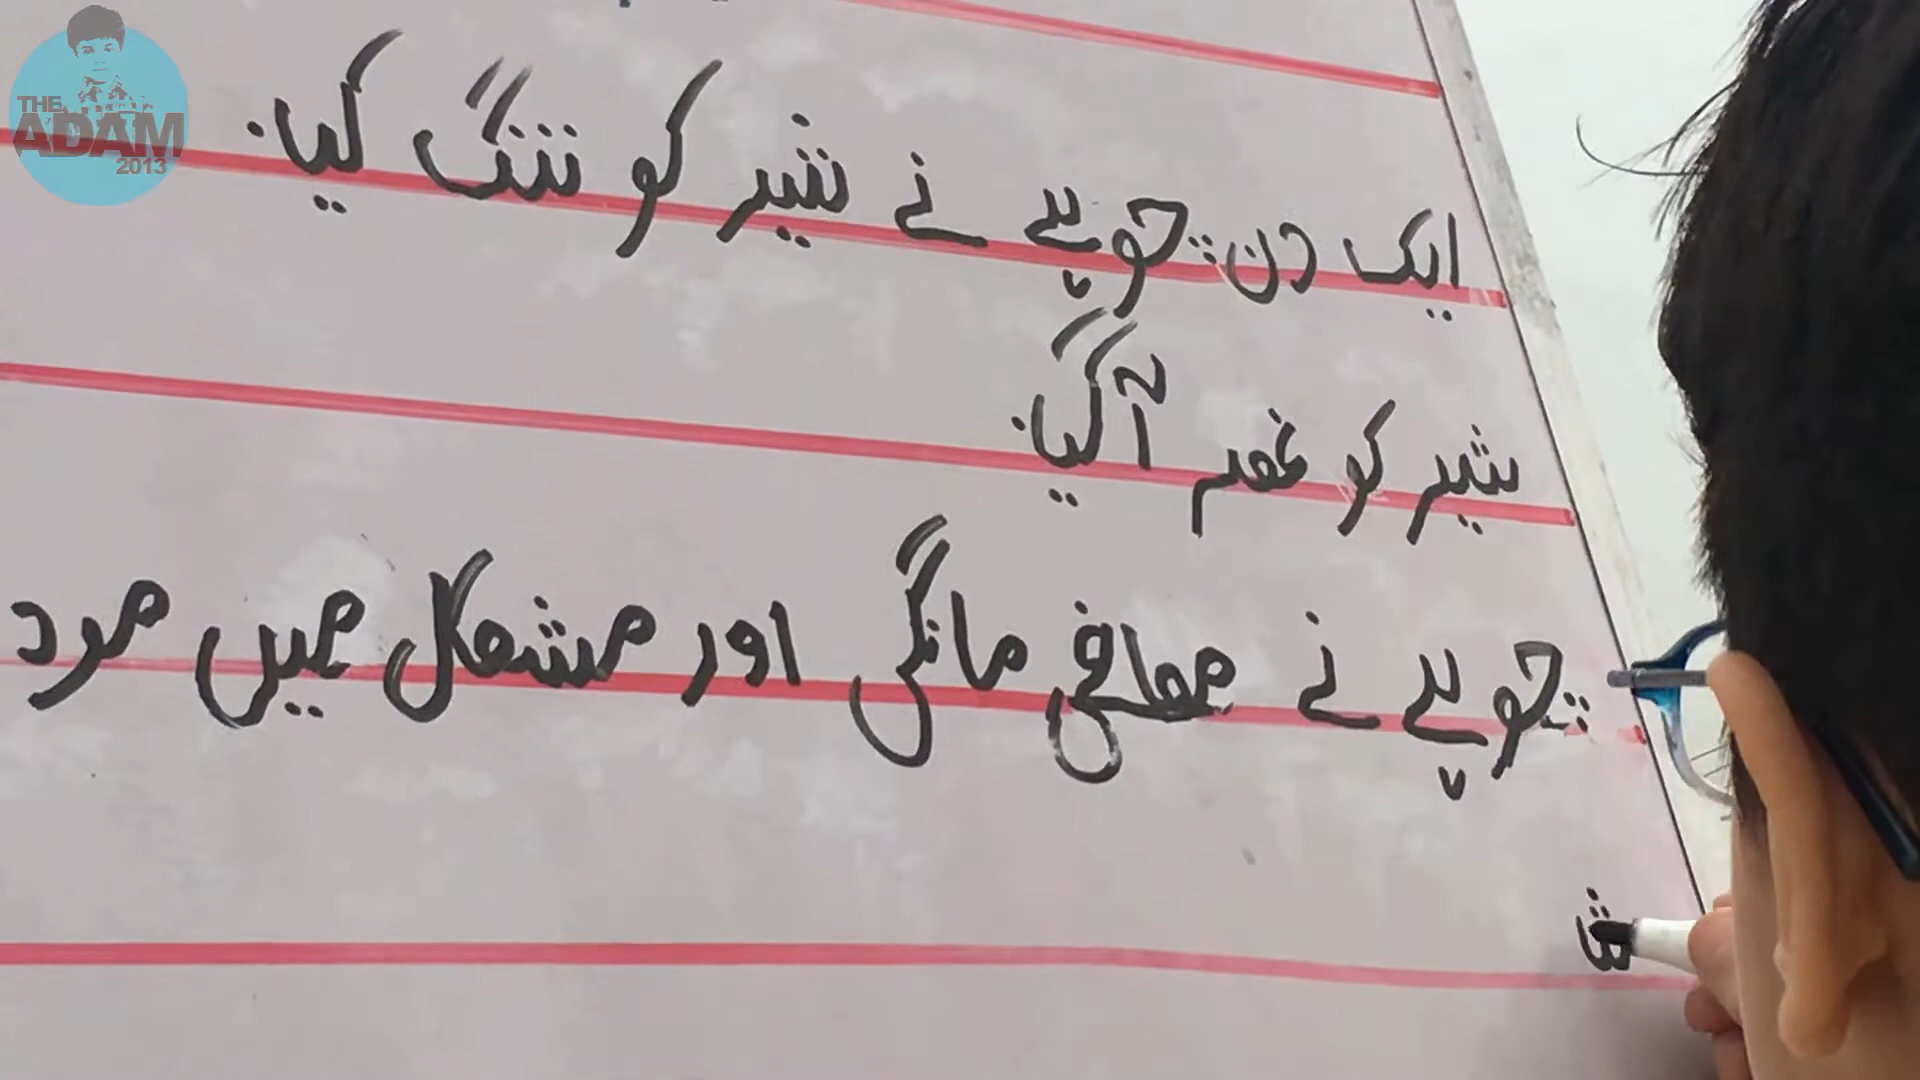 THE
ADAM
2013
ایک دن چوہے نے شیر کو تنگ کیا.
شیر کو غصہ آگیا.
چوہے نے معافی مانگی اور مشکل میں مدد